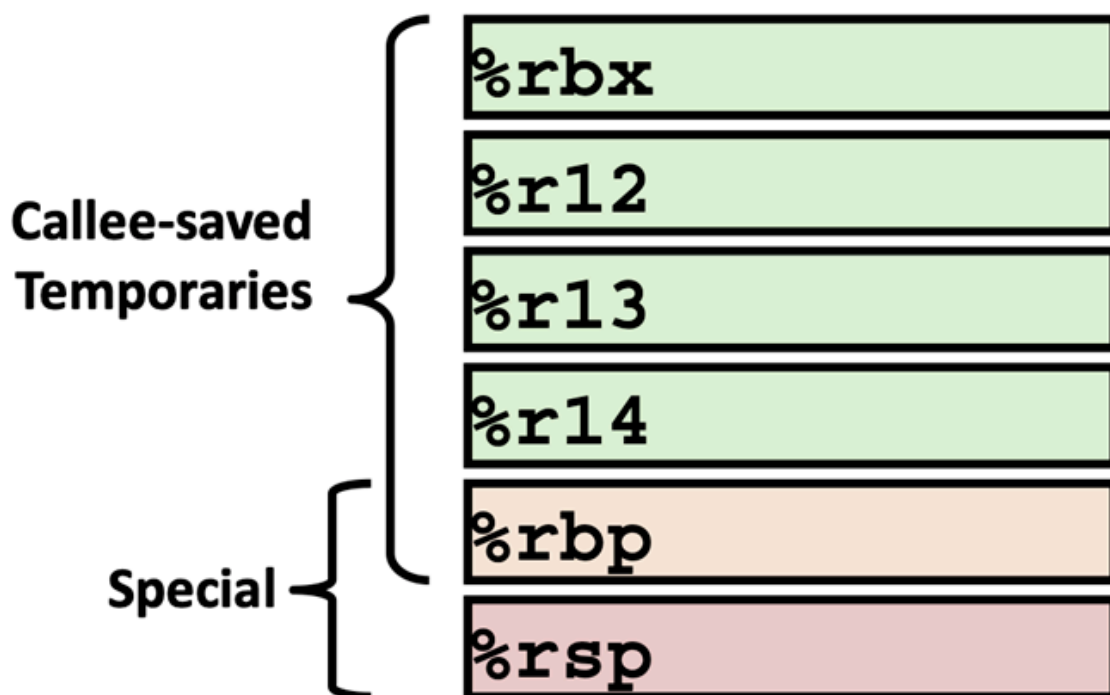 Callee-saved
Temporaries
Special
%rbx
%r12
%r13
%r14
%rbp
%rsp